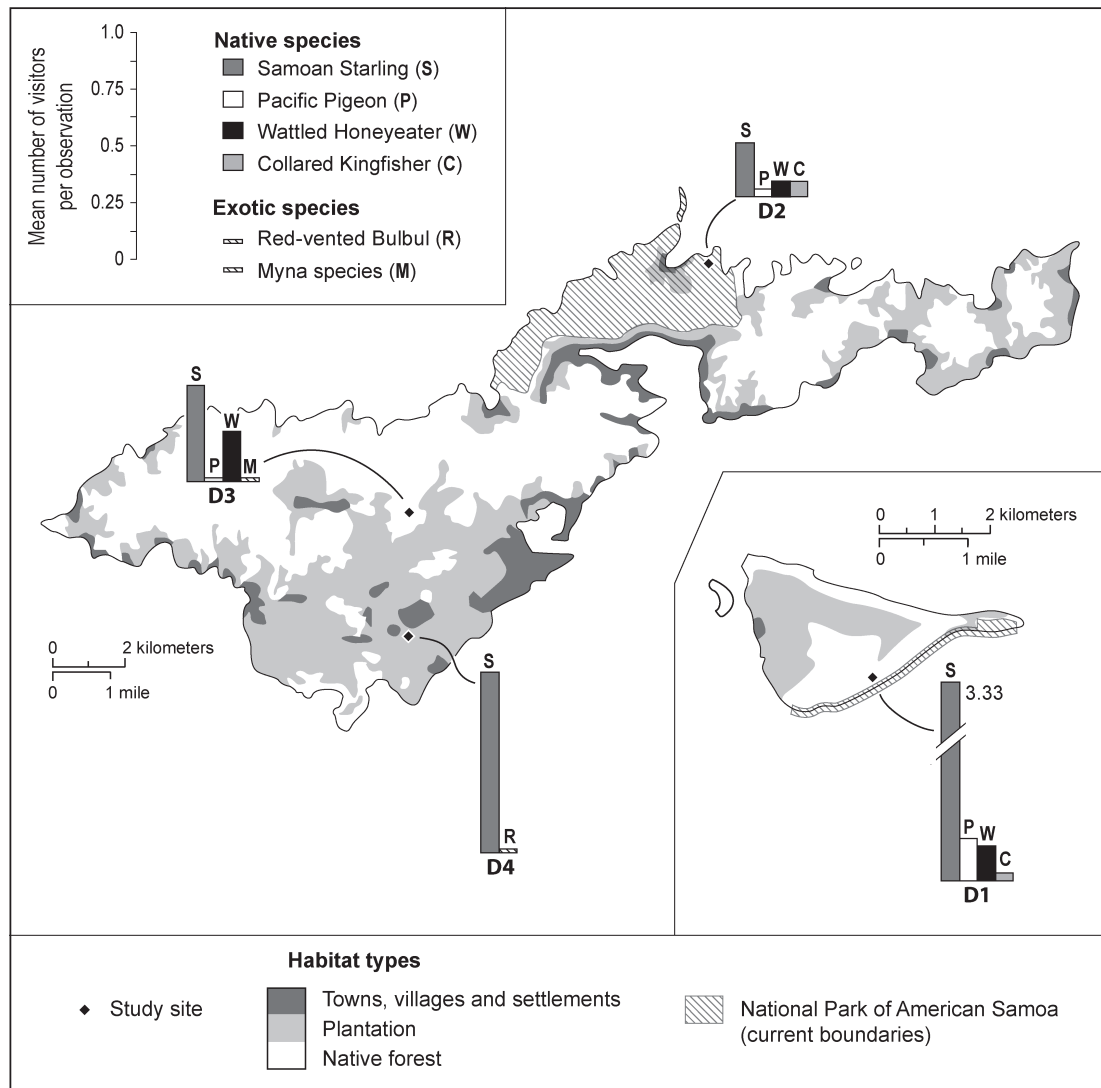 1.0
0.75
0.5
0.25
0
Mean number of visitors
per observation
Native species
Samoan Starling (S)
Pacific Pigeon (P)
Wattled Honeyeater (W)
Collared Kingfisher (C)
Exotic species
Red-vented Bulbul (R)
Myna species (M)
S
P
W
C
D2
S
P
W
M
D3
0 2 kilometers
0 1 mile
S
R
D4
0 1 2 kilometers
0 1 mile
S
3.33
P
W
C
D1
Habitat types
Study site
Towns, villages and settlements
Plantation
Native forest
National Park of American Samoa
(current boundaries)